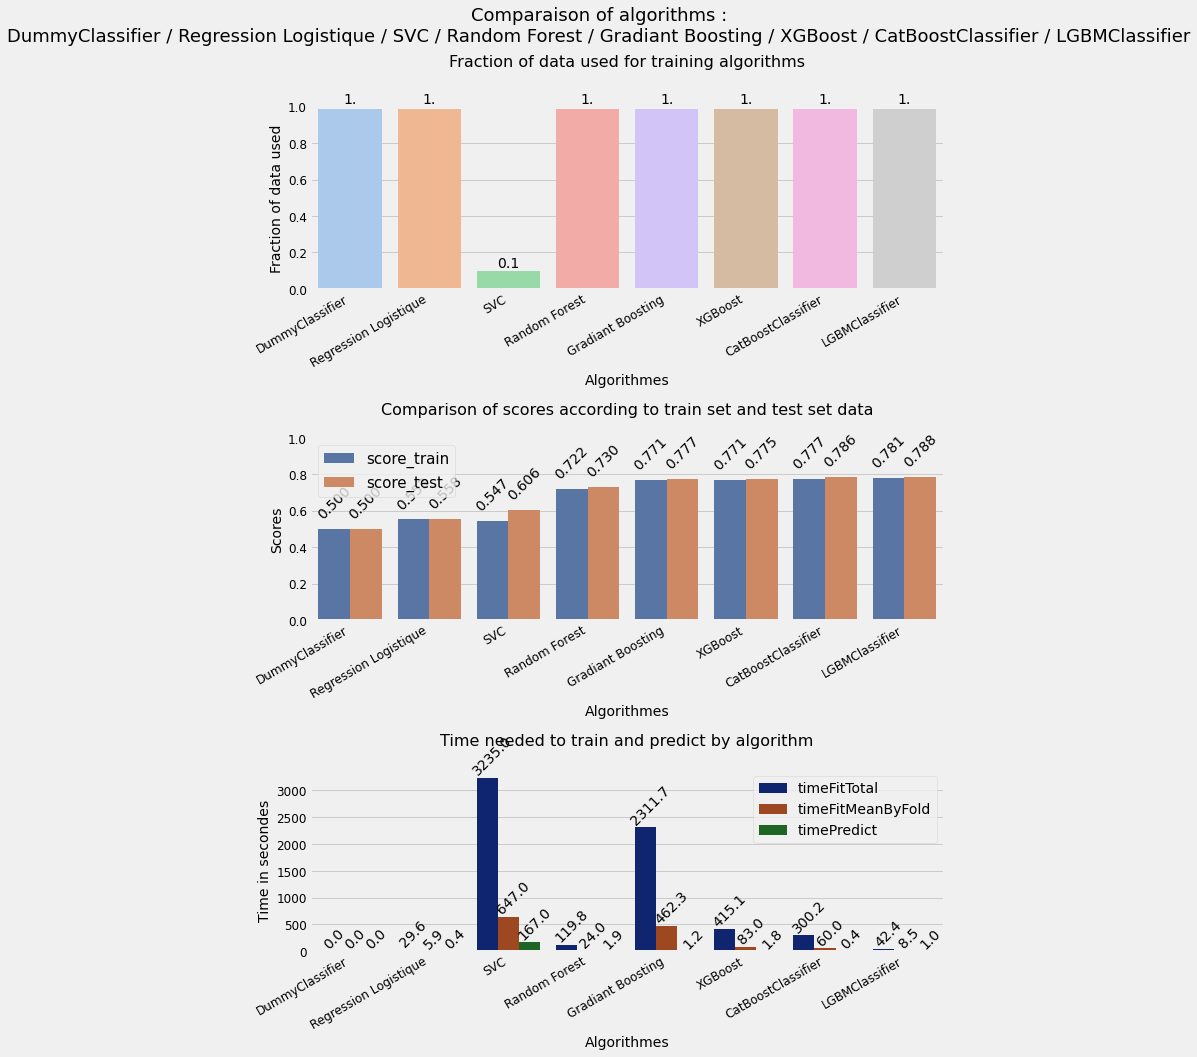 Comparaison of algorithms :
DummyClassifier / Regression Logistique / SVC / Random Forest / Gradiant Boosting / XGBoost / CatBoostClassifier / LGBMClassifier
Fraction of data used for training algorithms
1. 1. 0.1 1. 1. 1. 1. 1.
Fraction of data used
1.0
0.8
0.6
0.4
0.2
0.0
DummyClassifier Regression Logistique SVC Random Forest Gradiant Boosting XGBoost CatBoostClassifier LGBMClassifier
Algorithmes
Comparison of scores according to train set and test set data
score_train
score_test
0.500 0.500 0.558 0.547 0.606 0.722 0.730 0.771 0.777 0.771 0.775 0.777 0.786 0.781 0.788
Scores
1.0
0.8
0.6
0.4
0.2
0.0
DummyClassifier Regression Logistique SVC Random Forest Gradiant Boosting XGBoost CatBoostClassifier LGBMClassifier
Algorithmes
Time needed to train and predict by algorithm
timeFitTotal
timeFitMeanByFold
timePredict
0.0 0.0 0.0 29.6 5.9 0.4 3235.0 647.0 167.0 119.8 24.0 1.9 2311.7 462.3 1.2 415.1 83.0 1.8 300.2 60.0 0.4 42.4 8.5 1.0
Time in secondes
3000
2500
2000
1500
1000
500
0
DummyClassifier Regression Logistique SVC Random Forest Gradiant Boosting XGBoost CatBoostClassifier LGBMClassifier
Algorithmes